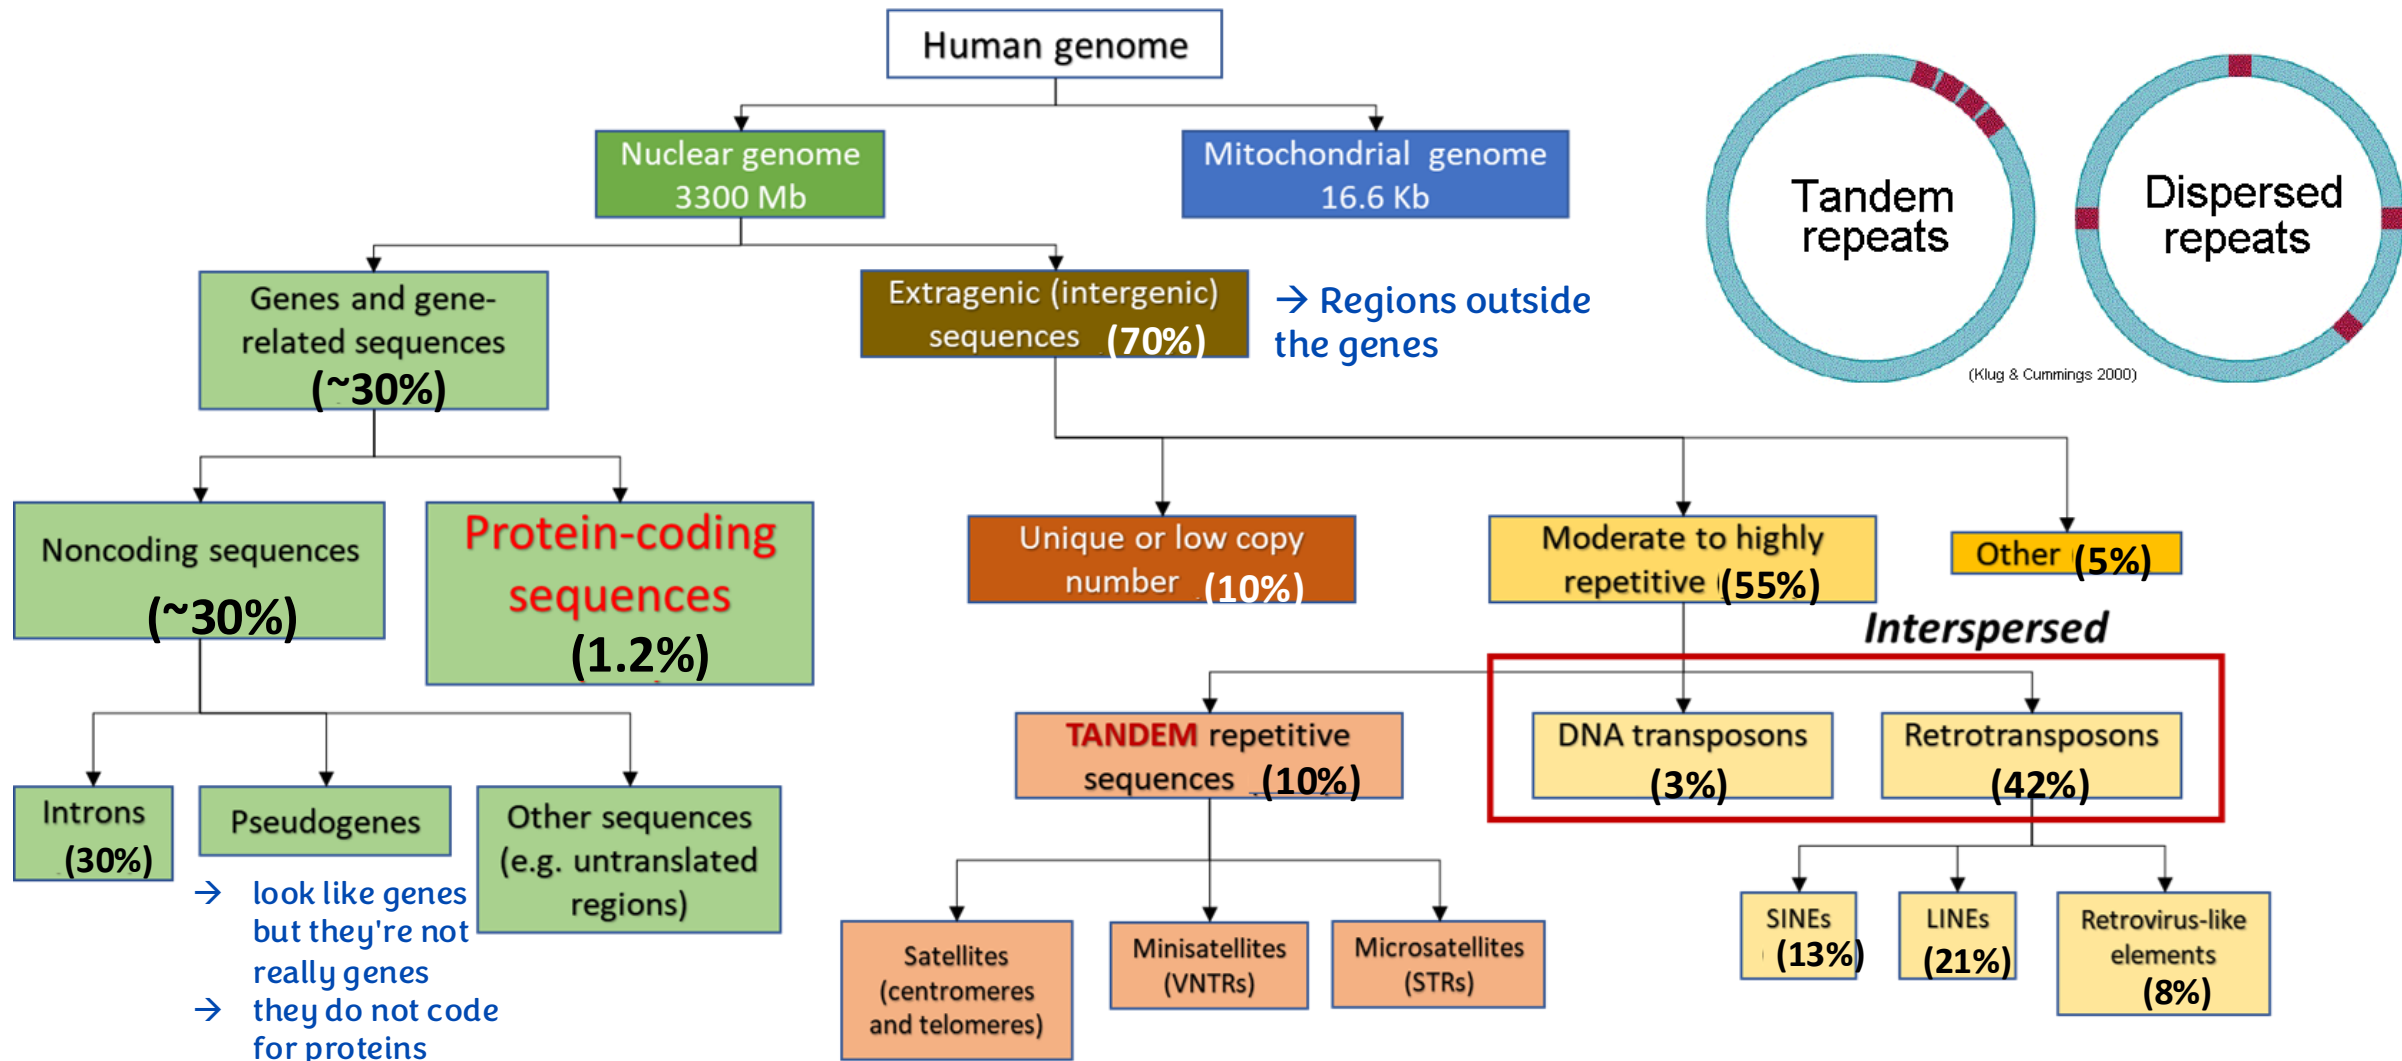 Human genome
Nuclear genome
3300 Mb
Mitochondrial genome
16.6 Kb
Tandem
repeats
Dispersed
repeats
(Klug & Cummings 2000)
Genes and gene-
related sequences
(~30%)
Extragenic (intergenic)
sequences (70%)
→ Regions outside
the genes
Noncoding sequences
(~30%)
Protein-coding
sequences
(1.2%)
Unique or low copy
number (10%)
Moderate to highly
repetitive (55%)
Other (5%)
Interspersed
Introns
(30%)
Pseudogenes
Other sequences
(e.g. untranslated
regions)
→ look like genes
but they're not
really genes
→ they do not code
for proteins
TANDEM repetitive
sequences (10%)
DNA transposons
(3%)
Retrotransposons
(42%)
Satellites
(centromeres
and telomeres)
Minisatellites
(VNTRs)
Microsatellites
(STRs)
SINEs
(13%)
LINEs
(21%)
Retrovirus-like
elements
(8%)